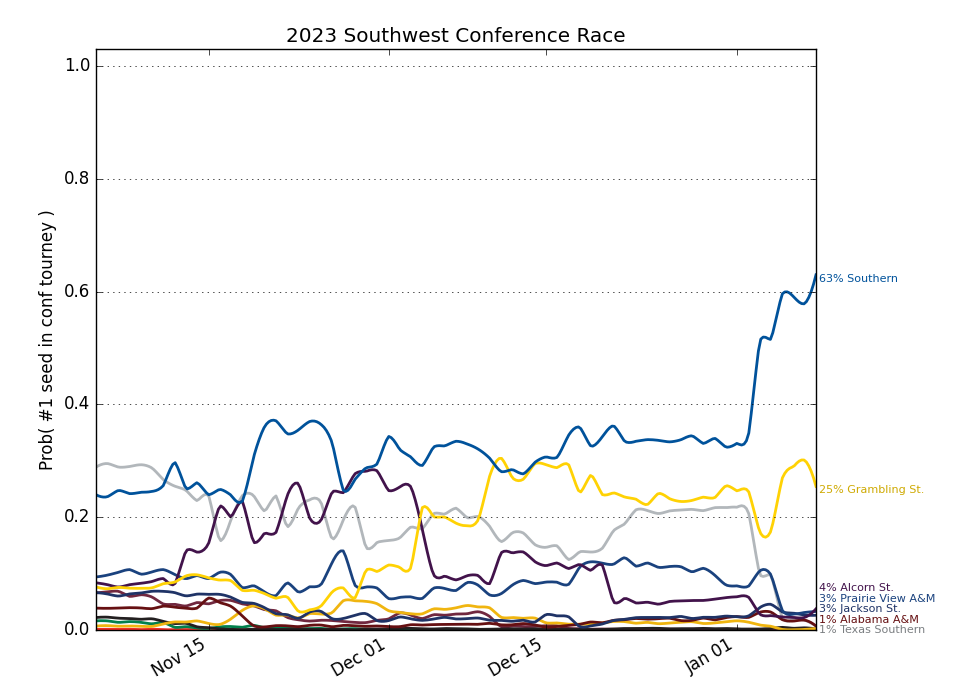 2023 Southwest Conference Race
Prob( #1 seed in conf tourney )
1.0
0.8
0.6
0.4
0.2
0.0
Nov 15
Dec 01
Dec 15
Jan 01
63% Southern
25% Grambling St.
4% Alcorn St.
3% Prairie View A&M
3% Jackson St.
1% Alabama A&M
1% Texas Southern